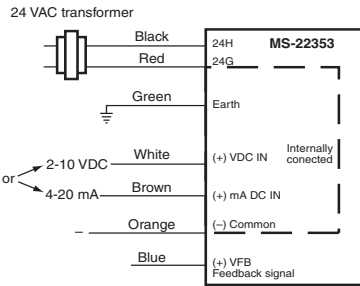 24 VAC transformer
Black 24H MS-22353
Red 24G
Green Earth
Internally
conected
2-10 VDC White (+) VDC IN
or
4-20 mA Brown (+) mA DC IN
– Orange (–) Common
Blue (+) VFB
Feedback signal